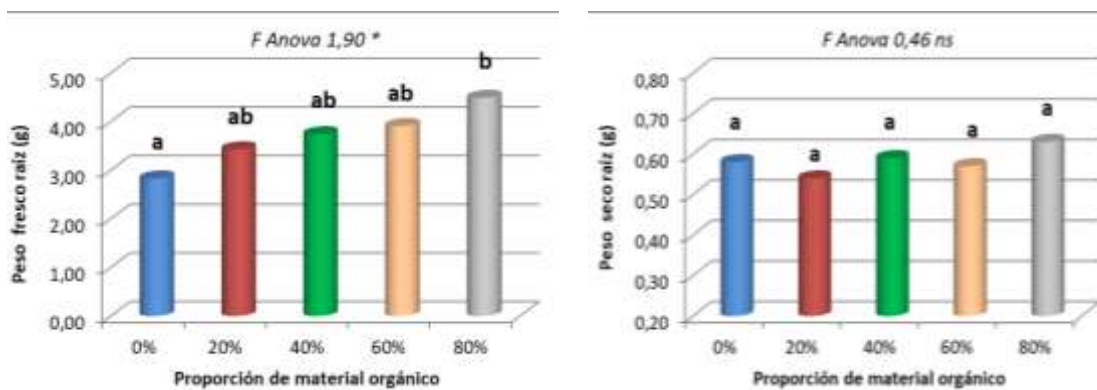 F Anova 1,90 *
Peso fresco raíz (g)
5,00
4,00
3,00
2,00
1,00
0,00
a
ab
ab
ab
b
0%
20%
40%
60%
80%
Proporción de material orgánico
F Anova 0,46 ns
Peso seco raíz (g)
0,80
0,70
0,60
0,50
0,40
0,30
0,20
a
a
a
a
a
0%
20%
40%
60%
80%
Proporción de material orgánico